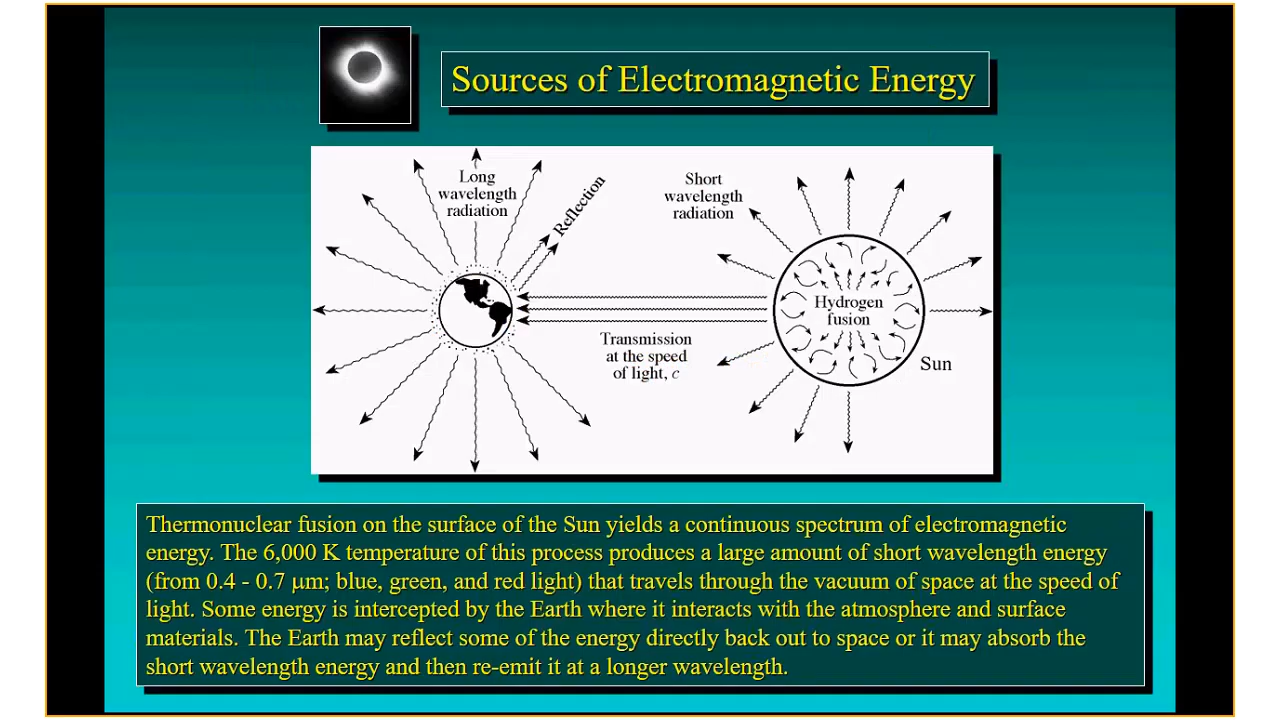 Sources of Electromagnetic Energy
Long
wavelength
radiation
Reflection
Short
wavelength
radiation
Hydrogen
fusion
Transmission
at the speed
of light, c
Sun
Thermonuclear fusion on the surface of the Sun yields a continuous spectrum of electromagnetic
energy. The 6,000 K temperature of this process produces a large amount of short wavelength energy
(from 0.4 - 0.7 μm; blue, green, and red light) that travels through the vacuum of space at the speed of
light. Some energy is intercepted by the Earth where it interacts with the atmosphere and surface
materials. The Earth may reflect some of the energy directly back out to space or it may absorb the
short wavelength energy and then re-emit it at a longer wavelength.